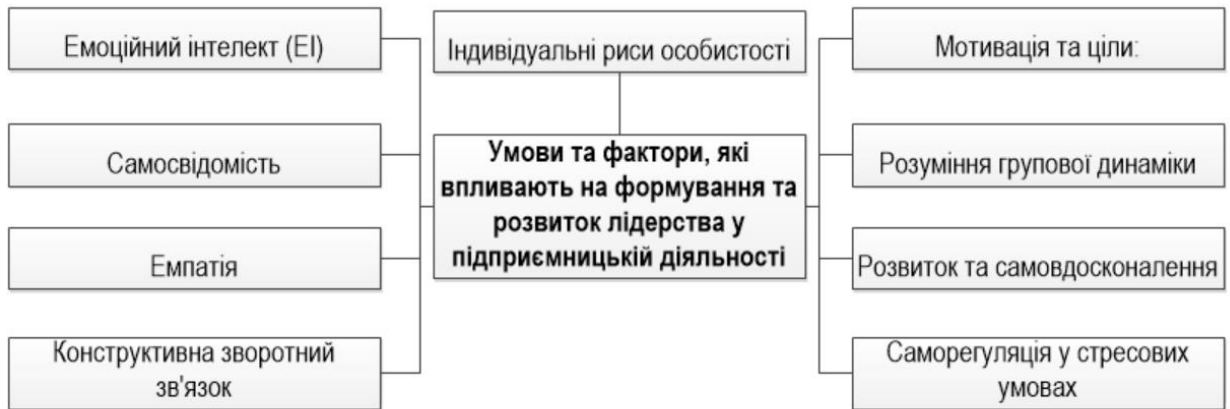 Емоційний інтелект (ЕІ)
Індивідуальні риси особистості
Мотивація та цілі:
Самосвідомість
Умови та фактори, які
впливають на формування та
розвиток лідерства у
підприємницькій діяльності
Розуміння групової динаміки
Емпатія
Розвиток та самовдосконалення
Конструктивна зворотний
зв'язок
Саморегуляція у стресових
умовах